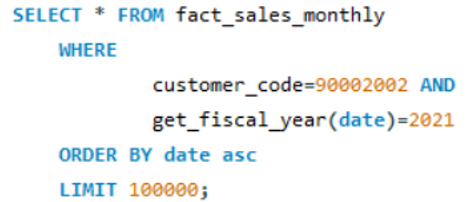 SELECT * FROM fact_sales_monthly
WHERE
customer_code=90002002 AND
get_fiscal_year(date)=2021
ORDER BY date asc
LIMIT 100000;